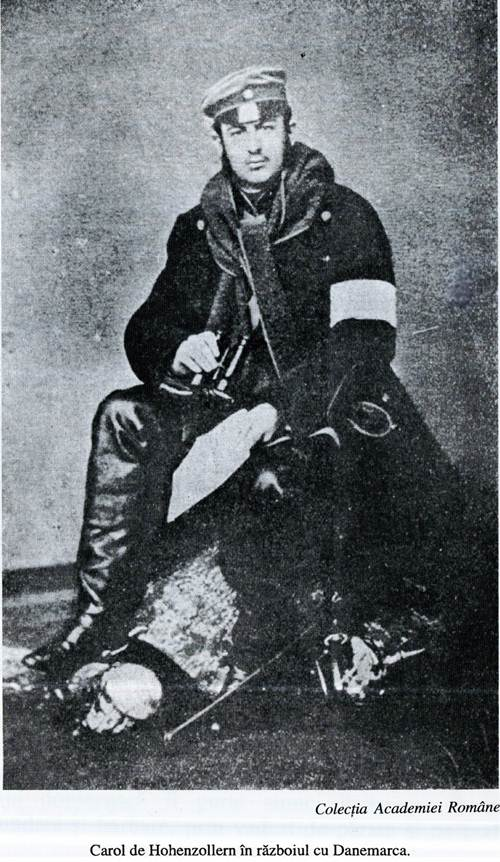 Colecția Academiei Române
Carol de Hohenzollern în războiul cu Danemarca.